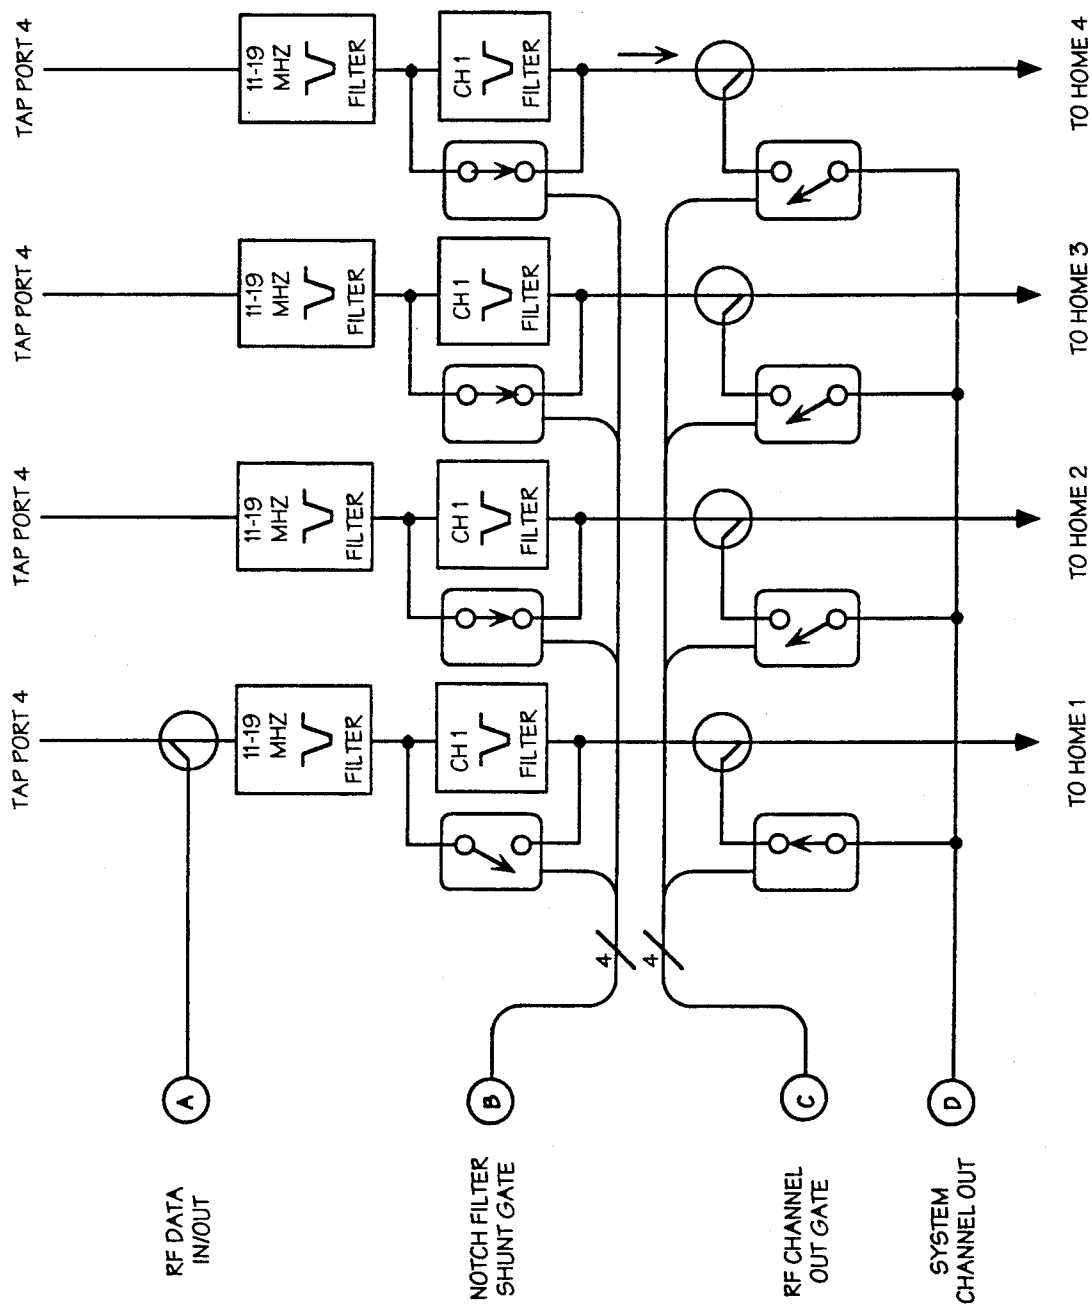 TAP PORT 4
TAP PORT 4
TAP PORT 4
TAP PORT 4
RF DATA
IN/OUT
A
11-19
MHZ
FILTER
11-19
MHZ
FILTER
11-19
MHZ
FILTER
11-19
MHZ
FILTER
NOTCH FILTER
SHUNT GATE
B
CH 1
FILTER
CH 1
FILTER
CH 1
FILTER
CH 1
FILTER
4
4
RF CHANNEL
OUT GATE
C
SYSTEM
CHANNEL OUT
D
TO HOME 1
TO HOME 2
TO HOME 3
TO HOME 4